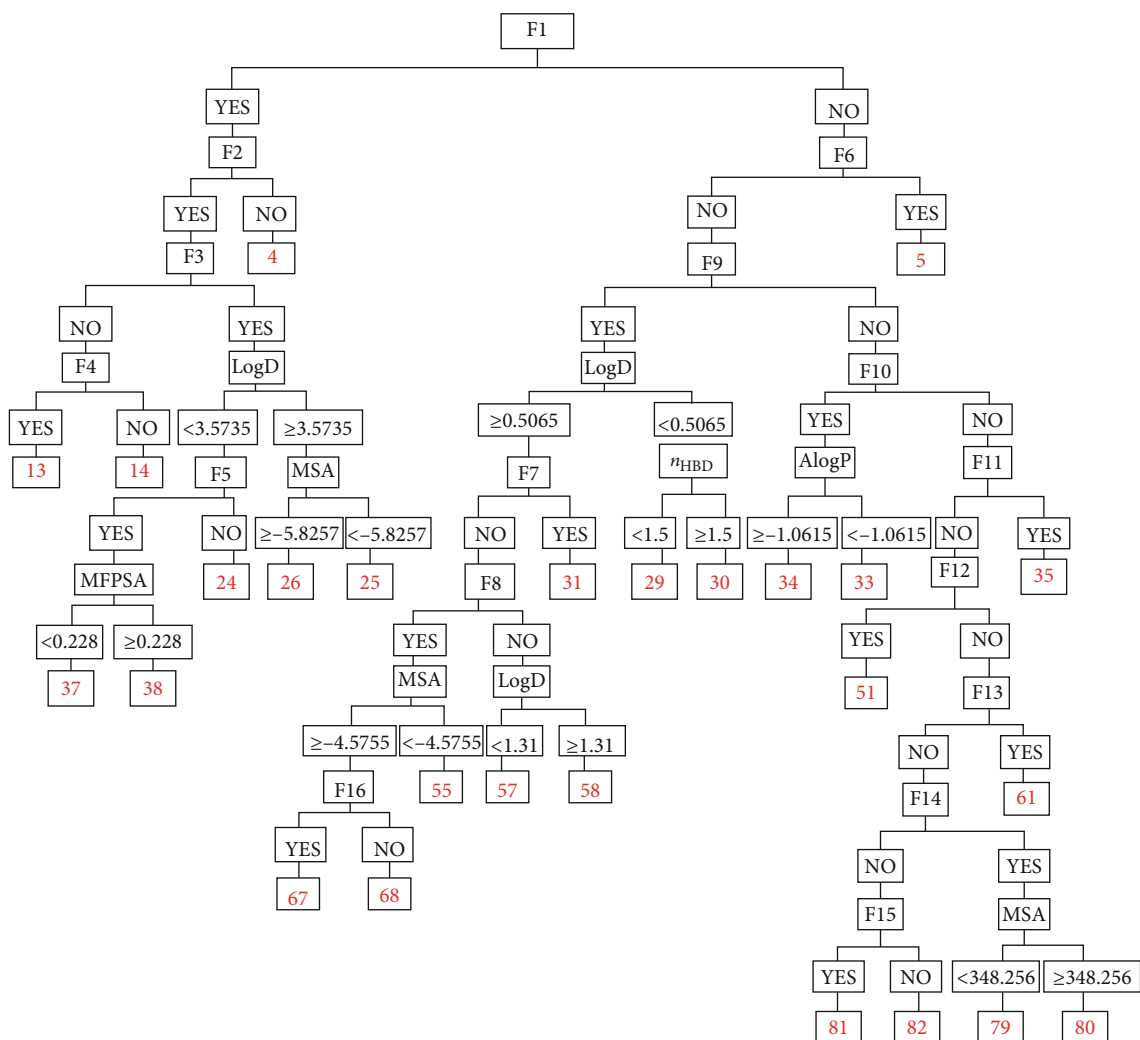 F1
YES NO
F2 F6
YES NO NO YES
F3 4 F9 5
NO YES YES NO
F4 LogD LogD F10
YES NO <3.5735 ≥3.5735 ≥0.5065 <0.5065 YES NO
13 14 F5 MSA F7 nHBD AlogP F11
YES NO ≥−5.8257 <−5.8257 NO YES <1.5 ≥1.5 ≥−1.0615 <−1.0615 NO YES
MFPSA 24 26 25 F8 31 29 30 34 33 F12 35
<0.228 ≥0.228 YES NO YES NO
37 38 MSA LogD 51 F13
≥−4.5755 <−4.5755 <1.31 ≥1.31 NO YES
F16 55 57 58 F14 61
YES NO NO YES
67 68 F15 MSA
YES NO <348.256 ≥348.256
81 82 79 80